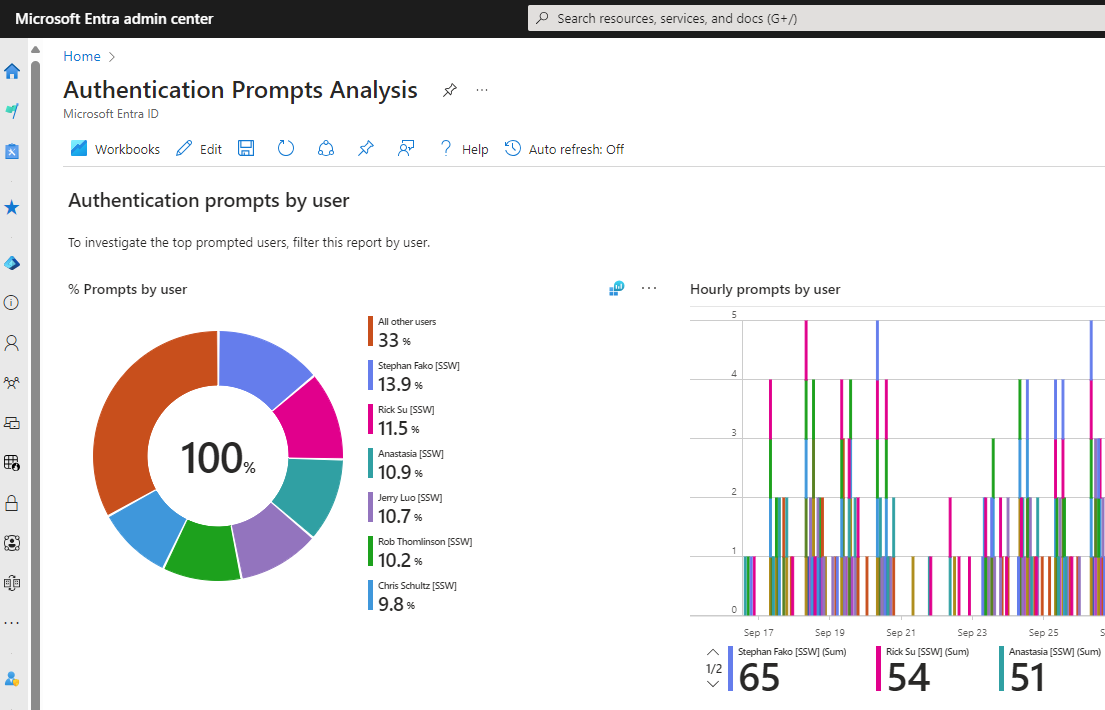 Microsoft Entra admin center
Search resources, services, and docs (G+/)
Home
Authentication Prompts Analysis
Microsoft Entra ID
Workbooks
Edit
Help
Auto refresh: Off
Authentication prompts by user
To investigate the top prompted users, filter this report by user.
% Prompts by user
100%
All other users
33 %
Stephan Fako [SSW]
13.9 %
Rick Su [SSW]
11.5 %
Anastasia [SSW]
10.9 %
Jerry Luo [SSW]
10.7 %
Rob Thomlinson [SSW]
10.2 %
Chris Schultz [SSW]
9.8 %
Hourly prompts by user
5
4
3
2
1
0
Sep 17
Sep 19
Sep 21
Sep 23
Sep 25
S
1/2
Stephan Fako [SSW] (Sum)
65
Rick Su [SSW] (Sum)
54
Anastasia [SSW] (Sum)
51